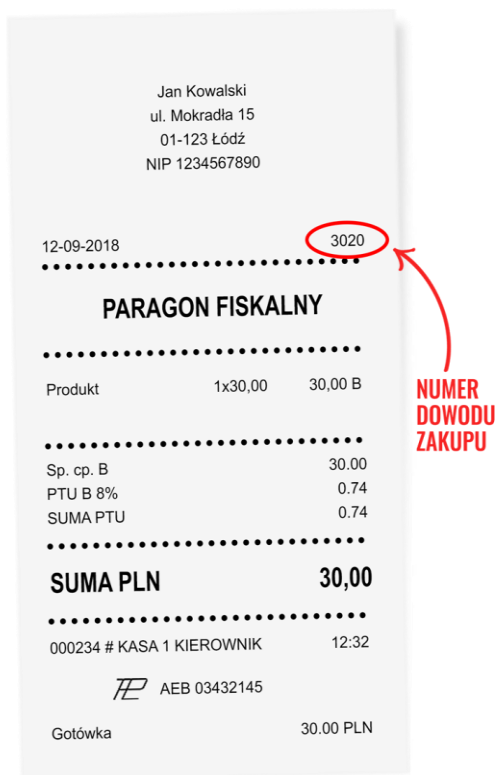 Jan Kowalski
ul. Mokradła 15
01-123 Łódź
NIP 1234567890
12-09-2018 3020
PARAGON FISKALNY
Produkt 1x30,00 30,00 B
Sp. cp. B 30.00
PTU B 8% 0.74
SUMA PTU 0.74
SUMA PLN 30,00
000234 # KASA 1 KIEROWNIK 12:32
AEB 03432145
Gotówka 30.00 PLN
NUMER
DOWODU
ZAKUPU